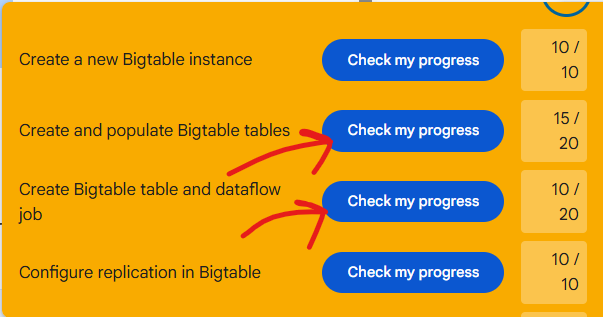 Create a new Bigtable instance
Check my progress
10 /
10
Create and populate Bigtable tables
Check my progress
15 /
20
Create Bigtable table and dataflow
job
Check my progress
10 /
20
Configure replication in Bigtable
Check my progress
10 /
10